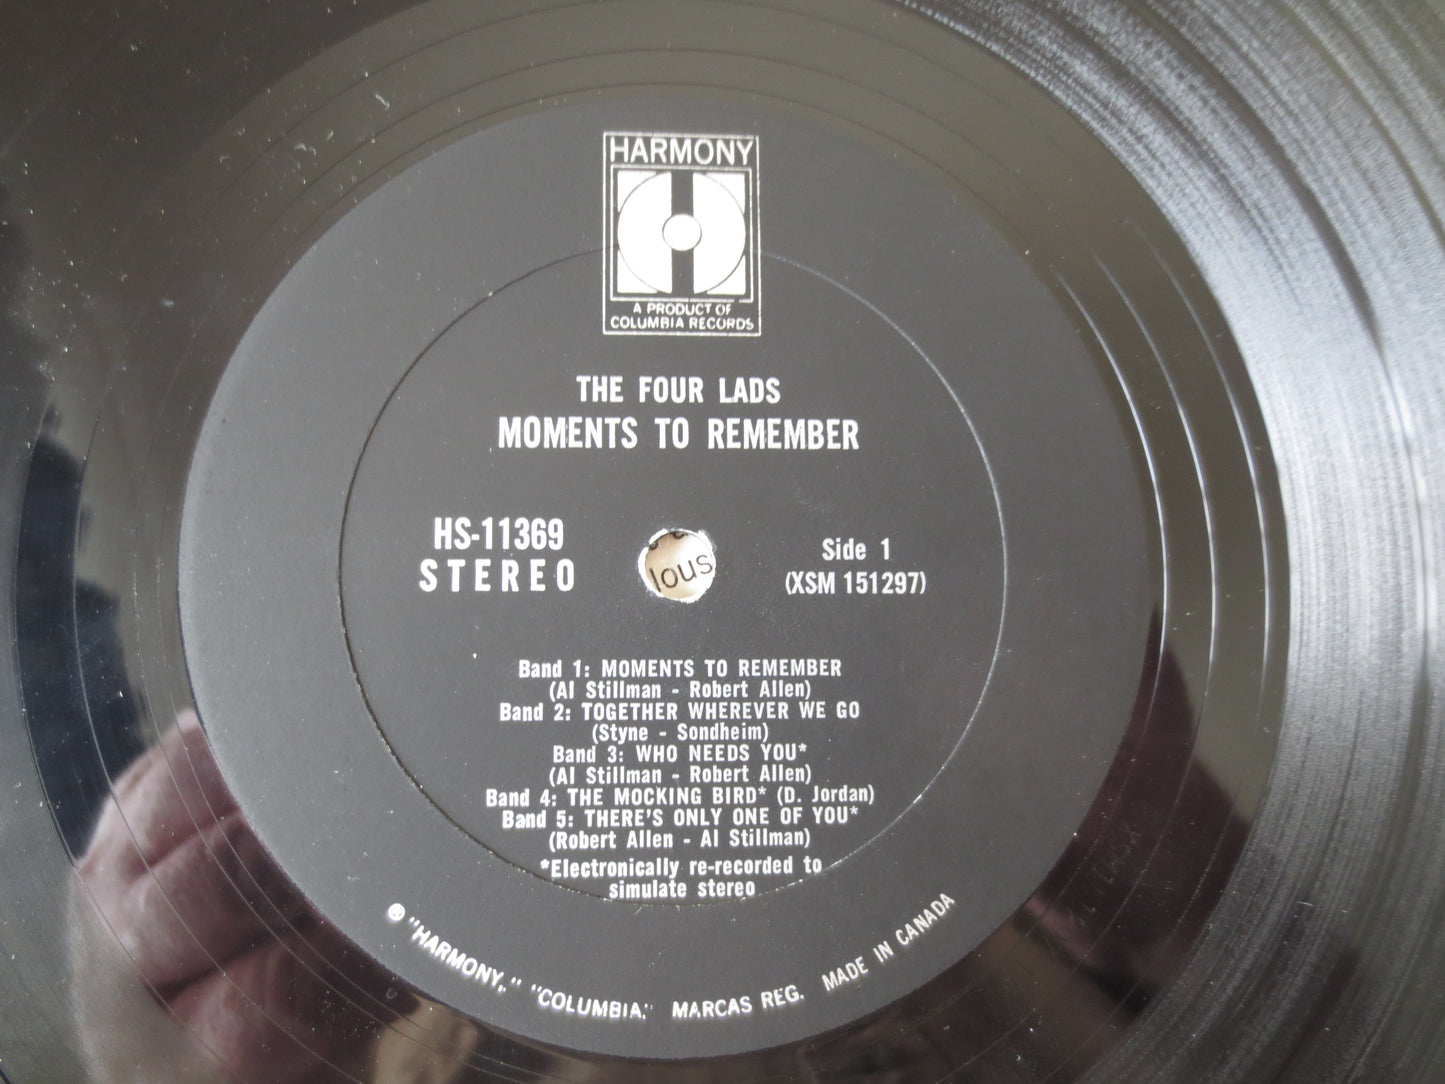 HARMONY
A PRODUCT OF
COLUMBIA RECORDS
THE FOUR LADS
MOMENTS TO REMEMBER
HS-11369
STEREO
lous
Side 1
(XSM 151297)
Band 1: MOMENTS TO REMEMBER
(Al Stillman - Robert Allen)
Band 2: TOGETHER WHEREVER WE GO
(Styne - Sondheim)
Band 3: WHO NEEDS YOU*
(Al Stillman - Robert Allen)
Band 4: THE MOCKING BIRD* (D. Jordan)
Band 5: THERE'S ONLY ONE OF YOU*
(Robert Allen - Al Stillman)
*Electronically re-recorded to
simulate stereo
"HARMONY," "COLUMBIA," MARCAS REG. MADE IN CANADA